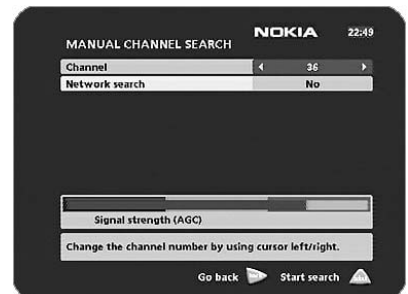 NOKIA 22:49
MANUAL CHANNEL SEARCH
Channel 36
Network search No
Signal strength (AGC)
Change the channel number by using cursor left/right.
Go back Start search